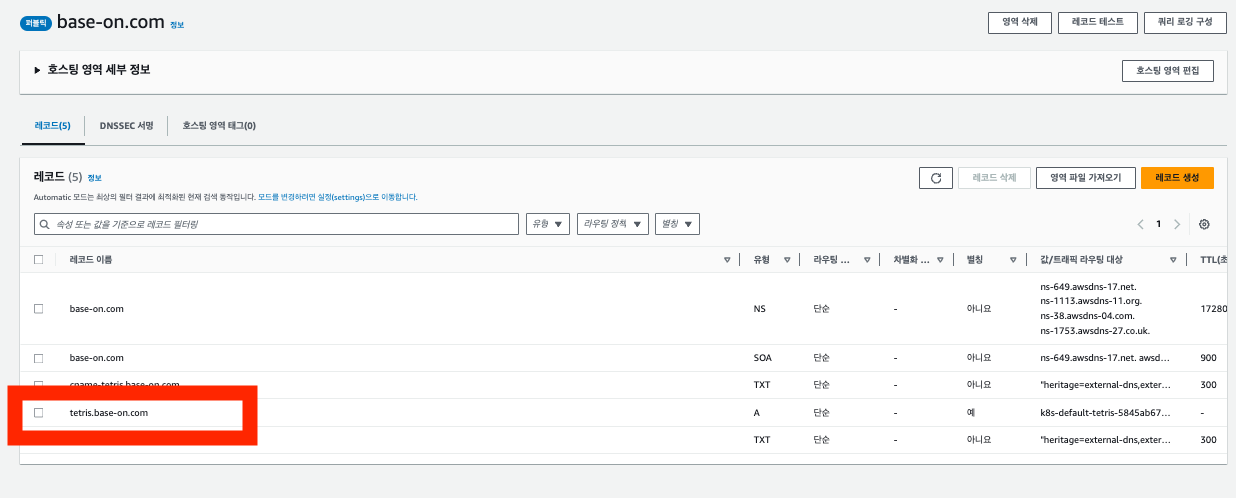 퍼블릭 base-on.com 정보
영역 삭제 레코드 테스트 쿼리 로깅 구성
호스팅 영역 세부 정보
호스팅 영역 편집
레코드(5) DNSSEC 서명 호스팅 영역 태그(0)
레코드 (5) 정보
레코드 삭제 영역 파일 가져오기 레코드 생성
Automatic 모드는 최상의 필터 결과에 최적화된 현재 검색 동작입니다. 모드를 변경하려면 설정(settings)으로 이동합니다.
속성 또는 값을 기준으로 레코드 필터링 유형 라우팅 정책 별칭 1
레코드 이름 유형 라우팅 ... 차별화 ... 별칭 값/트래픽 라우팅 대상 TTL(초
base-on.com NS 단순 - 아니요 ns-649.awsdns-17.net.
ns-1113.awsdns-11.org.
ns-38.awsdns-04.com.
ns-1753.awsdns-27.co.uk. 17280
base-on.com SOA 단순 - 아니요 ns-649.awsdns-17.net. awsd... 900
cname-tetris.base-on.com TXT 단순 - 아니요 "heritage=external-dns,exter... 300
tetris.base-on.com A 단순 - 예 k8s-default-tetris-5845ab67... -
TXT 단순 - 아니요 "heritage=external-dns,exter... 300